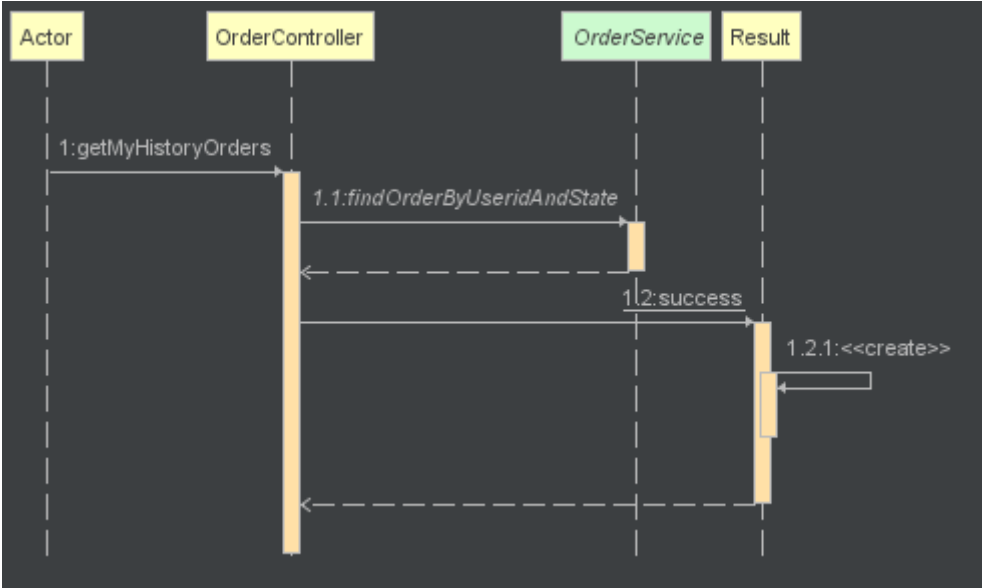 Actor
OrderController
OrderService
Result
1:getMyHistoryOrders
1.1:findOrderByUseridAndState
1.2:success
1.2.1:<<create>>